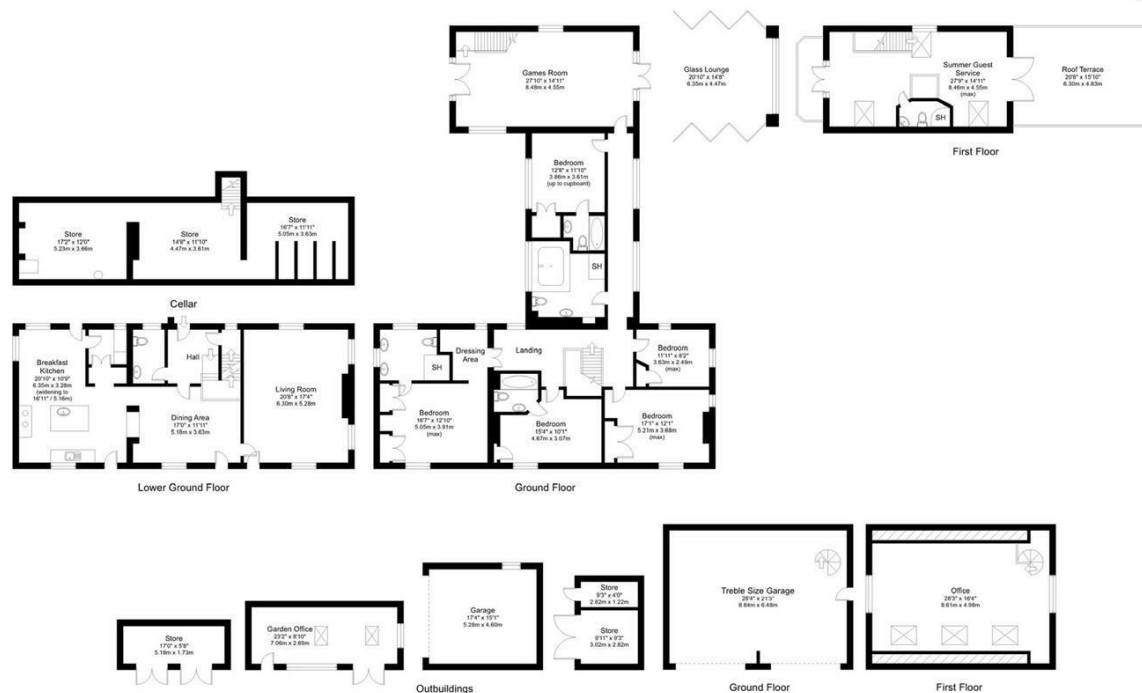 Games Room
27'10" x 14'11"
8.48m x 4.55m
Glass Lounge
20'10" x 14'8"
6.35m x 4.47m
Summer Guest
Service
27'9" x 14'11"
8.46m x 4.55m
(max)
SH
Roof Terrace
20'8" x 15'10"
6.30m x 4.83m
First Floor
Bedroom
12'8" x 11'10"
3.86m x 3.61m
(up to cupboard)
SH
Store
17'2" x 12'0"
5.23m x 3.66m
Store
14'8" x 11'10"
4.47m x 3.61m
Store
16'7" x 11'11"
5.05m x 3.63m
Cellar
Breakfast
Kitchen
20'10" x 10'9"
6.35m x 3.28m
(widening to
16'11" / 5.16m)
Hall
Dining Area
17'0" x 11'11"
5.18m x 3.63m
Living Room
20'8" x 17'4"
6.30m x 5.28m
Lower Ground Floor
SH
Dressing
Area
Landing
Bedroom
11'11" x 8'2"
3.63m x 2.49m
(max)
Bedroom
16'7" x 12'10"
5.05m x 3.91m
(max)
Bedroom
15'4" x 10'1"
4.67m x 3.07m
Bedroom
17'1" x 12'1"
5.21m x 3.68m
(max)
Ground Floor
Store
17'0" x 5'8"
5.18m x 1.73m
Garden Office
23'2" x 8'10"
7.06m x 2.69m
Garage
17'4" x 15'1"
5.28m x 4.60m
Store
9'3" x 4'0"
2.82m x 1.22m
Store
9'11" x 9'3"
3.02m x 2.82m
Outbuildings
Treble Size Garage
28'4" x 21'3"
8.64m x 6.48m
Ground Floor
Office
28'3" x 16'4"
8.61m x 4.98m
First Floor